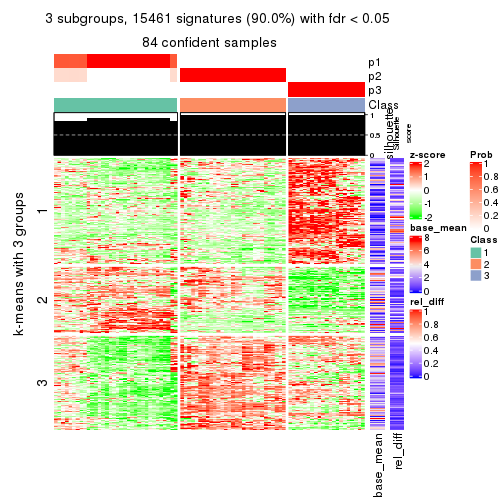 3 subgroups, 15461 signatures (90.0%) with fdr < 0.05
84 confident samples
p1
p2
p3
Class
1
0.5
0
silhouette
Silhouette
score
k-means with 3 groups
1
2
3
base_mean
rel_diff
z-score
2
1
0
-1
-2
base_mean
8
6
4
2
0
rel_diff
1
0.8
0.6
0.4
0.2
0
Prob
1
0.8
0.6
0.4
0.2
0
Class
1
2
3